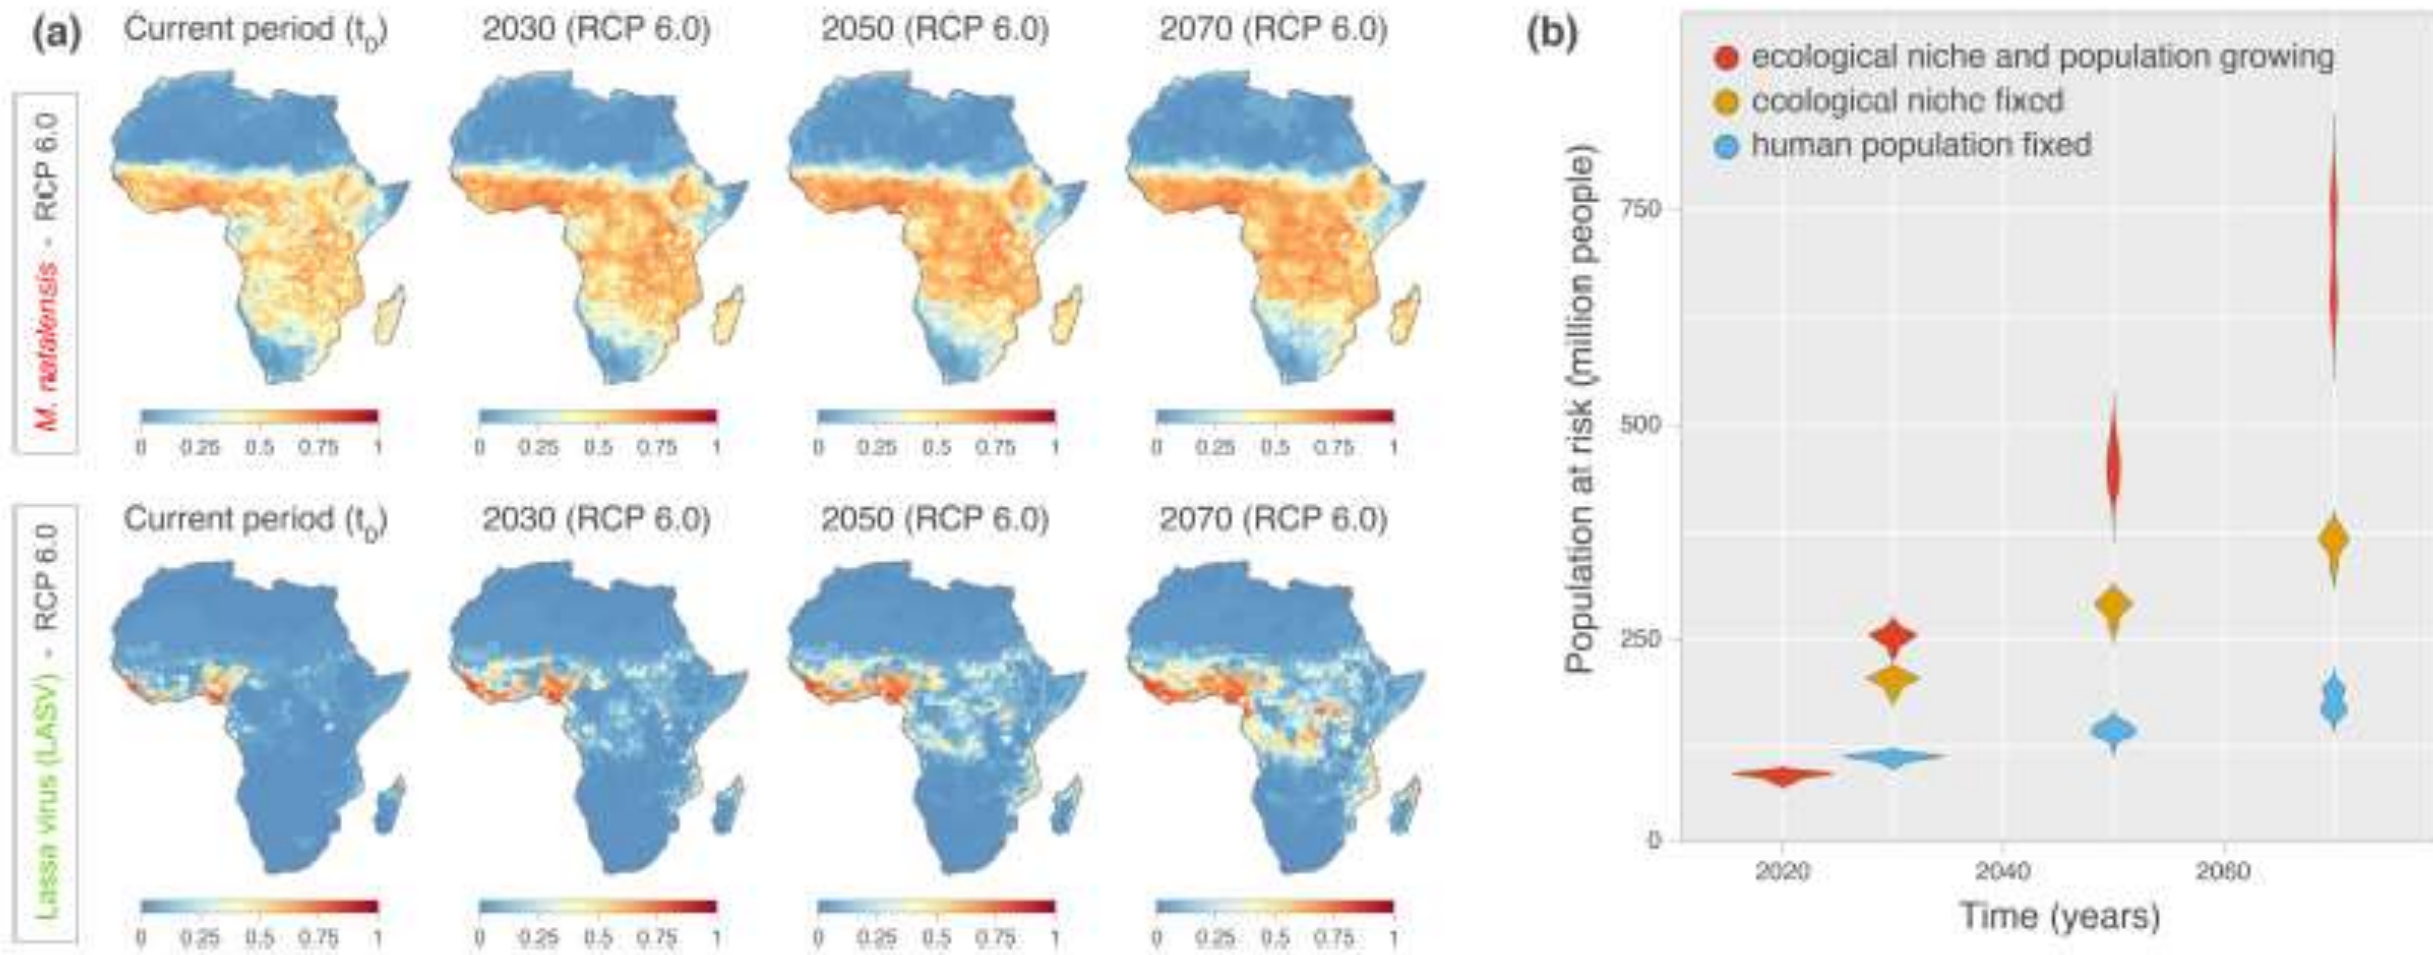 (a)
Current period (t0)
2030 (RCP 6.0)
2050 (RCP 6.0)
2070 (RCP 6.0)
M. natalensis - RCP 6.0
0 0.25 0.5 0.75 1
0 0.25 0.5 0.75 1
0 0.25 0.5 0.75 1
0 0.25 0.5 0.75 1
Current period (t0)
2030 (RCP 6.0)
2050 (RCP 6.0)
2070 (RCP 6.0)
Lassa virus (LASV) - RCP 6.0
0 0.25 0.5 0.75 1
0 0.25 0.5 0.75 1
0 0.25 0.5 0.75 1
0 0.25 0.5 0.75 1
(b)
ecological niche and population growing
ecological niche fixed
human population fixed
Population at risk (million people)
750
500
250
0
2020 2040 2060
Time (years)